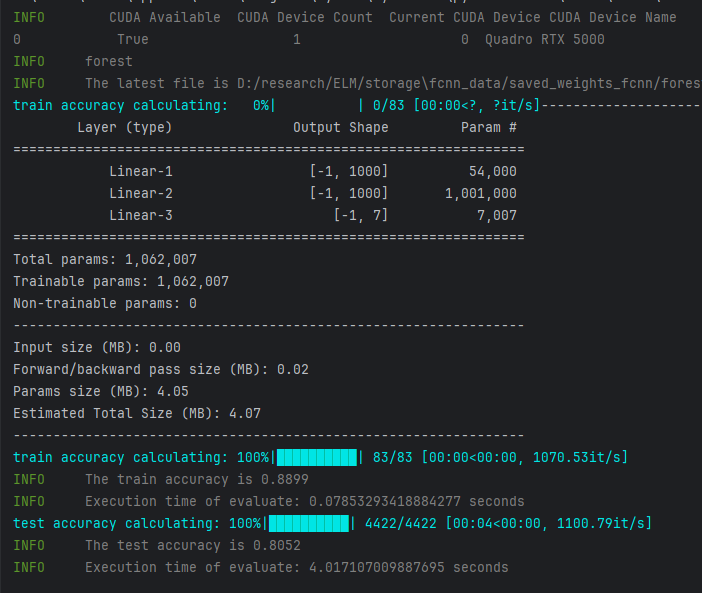 INFO CUDA Available CUDA Device Count Current CUDA Device CUDA Device Name
0 True 1 0 Quadro RTX 5000
INFO forest
INFO The latest file is D:/research/ELM/storage\fcnn_data/saved_weights_fcnn/fores
train accuracy calculating: 0%| | 0/83 [00:00<?, ?it/s]--------------------
Layer (type) Output Shape Param #
================================================================
Linear-1 [-1, 1000] 54,000
Linear-2 [-1, 1000] 1,001,000
Linear-3 [-1, 7] 7,007
================================================================
Total params: 1,062,007
Trainable params: 1,062,007
Non-trainable params: 0
----------------------------------------------------------------
Input size (MB): 0.00
Forward/backward pass size (MB): 0.02
Params size (MB): 4.05
Estimated Total Size (MB): 4.07
----------------------------------------------------------------
train accuracy calculating: 100%|██████████| 83/83 [00:00<00:00, 1070.53it/s]
INFO The train accuracy is 0.8899
INFO Execution time of evaluate: 0.07853293418884277 seconds
test accuracy calculating: 100%|██████████| 4422/4422 [00:04<00:00, 1100.79it/s]
INFO The test accuracy is 0.8052
INFO Execution time of evaluate: 4.017107009887695 seconds